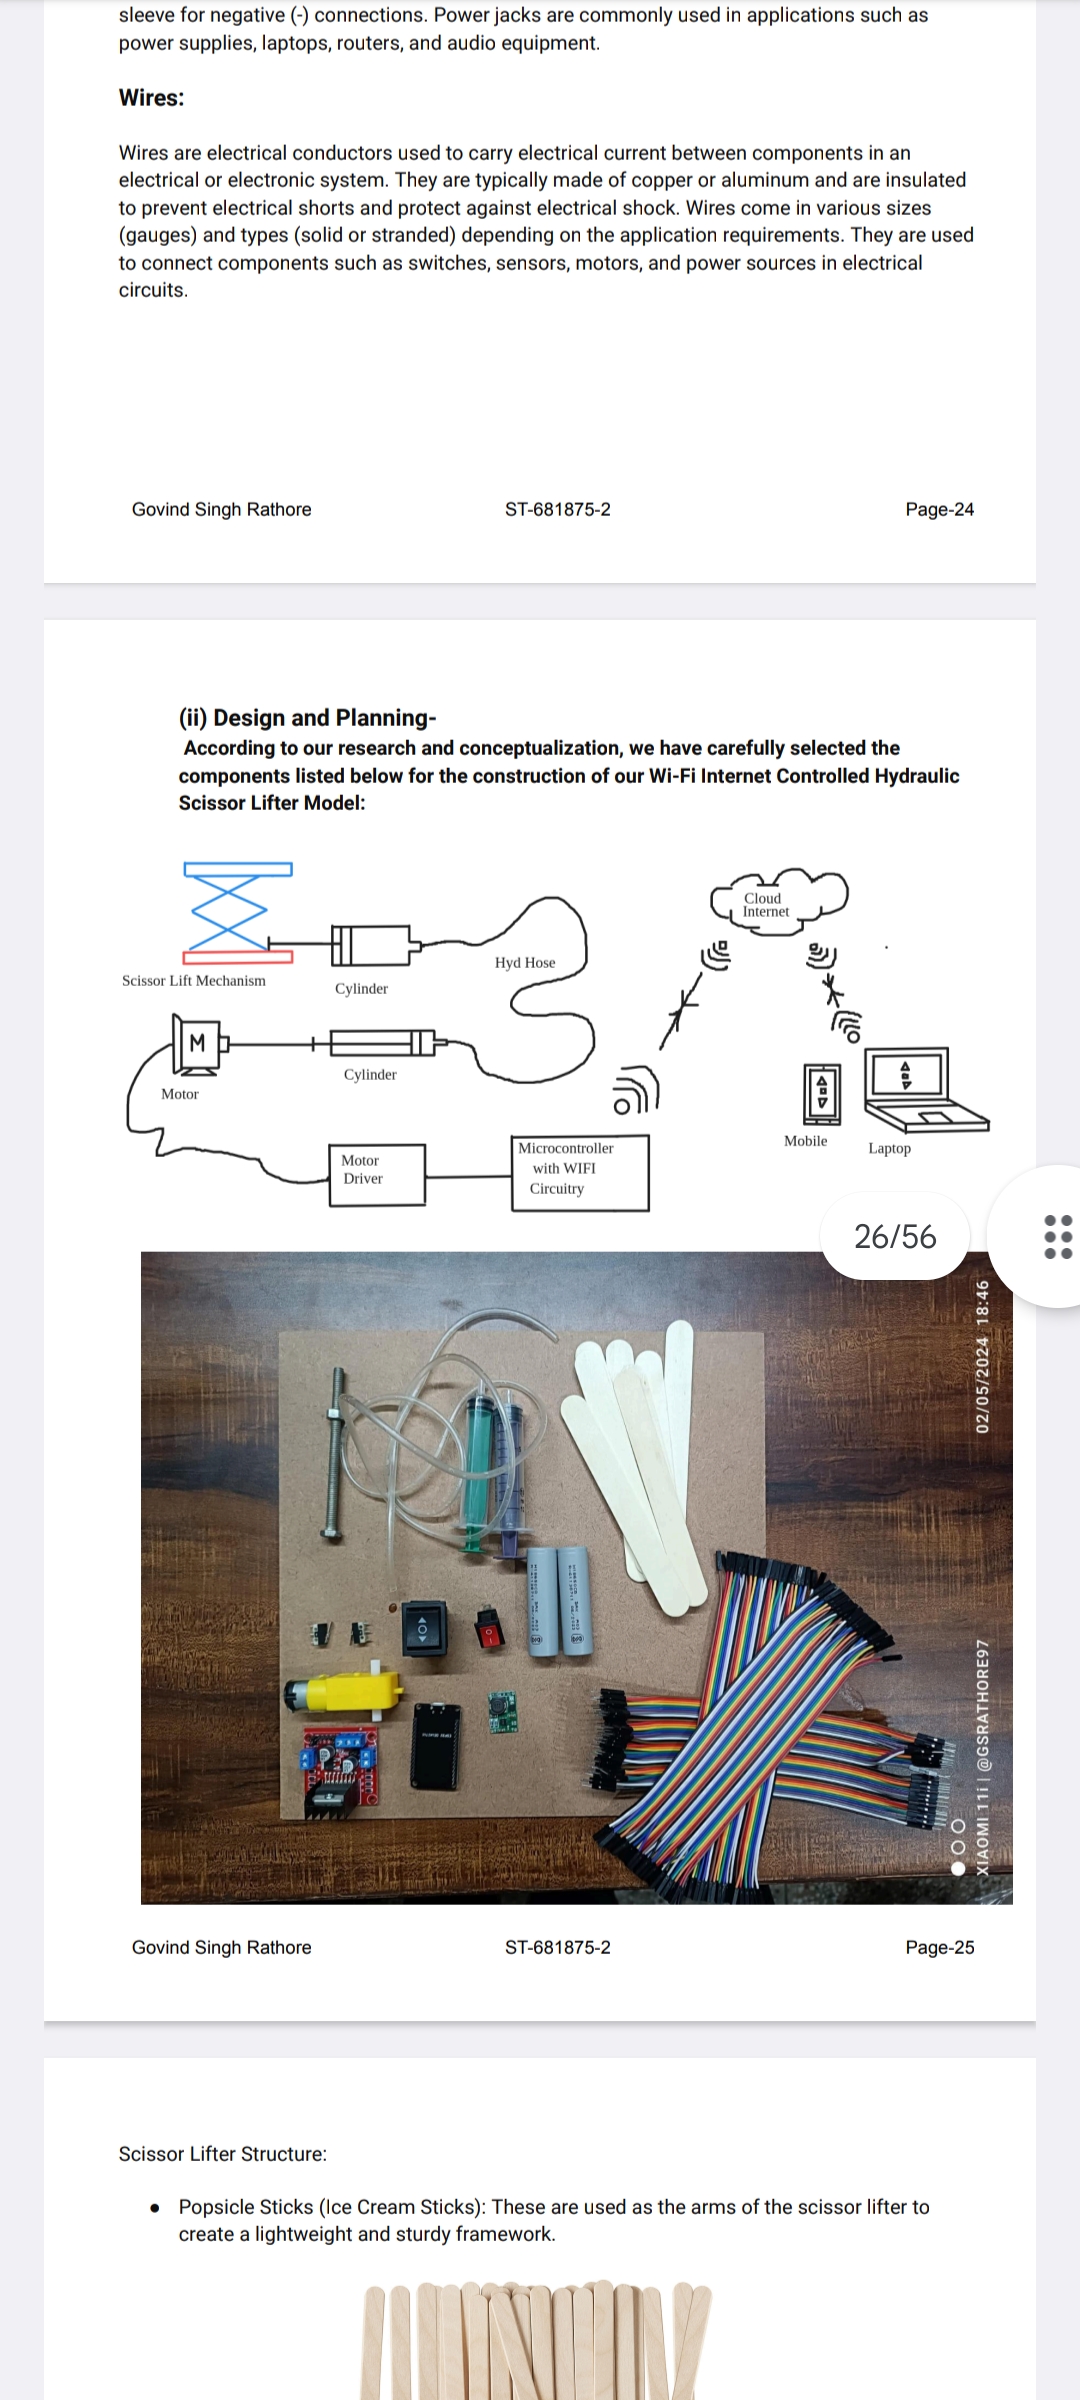 sleeve for negative (-) connections. Power jacks are commonly used in applications such as
power supplies, laptops, routers, and audio equipment.
Wires:
Wires are electrical conductors used to carry electrical current between components in an
electrical or electronic system. They are typically made of copper or aluminum and are insulated
to prevent electrical shorts and protect against electrical shock. Wires come in various sizes
(gauges) and types (solid or stranded) depending on the application requirements. They are used
to connect components such as switches, sensors, motors, and power sources in electrical
circuits.
Govind Singh Rathore ST-681875-2 Page-24
(ii) Design and Planning-
According to our research and conceptualization, we have carefully selected the
components listed below for the construction of our Wi-Fi Internet Controlled Hydraulic
Scissor Lifter Model:
Cloud
Internet
Hyd Hose
Scissor Lift Mechanism
Cylinder
M
Cylinder
Motor
Mobile
Laptop
Motor
Driver
Microcontroller
with WIFI
Circuitry
26/56
02/05/2024 18:46
XIAOMI 11i | @GSRATHORE97
Govind Singh Rathore ST-681875-2 Page-25
Scissor Lifter Structure:
● Popsicle Sticks (Ice Cream Sticks): These are used as the arms of the scissor lifter to
create a lightweight and sturdy framework.